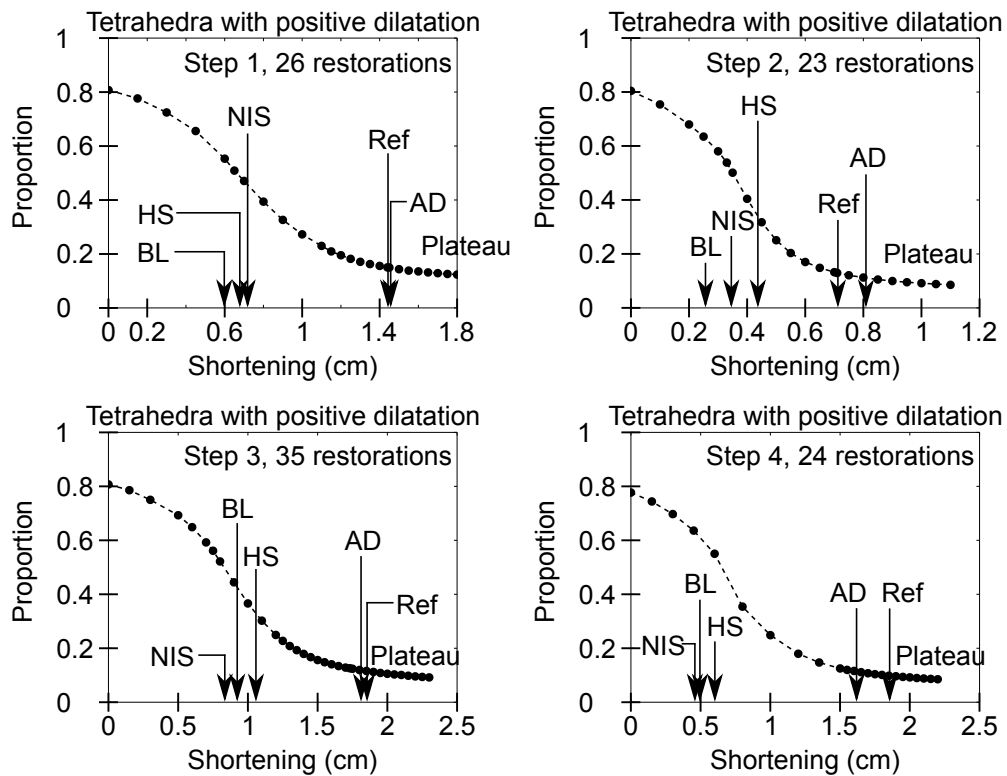 Tetrahedra with positive dilatation
Step 1, 26 restorations
Proportion
1
0.8
0.6
0.4
0.2
0
NIS
Ref
HS
AD
BL
Plateau
0 0.2 0.6 1 1.4 1.8
Shortening (cm)
Tetrahedra with positive dilatation
Step 2, 23 restorations
Proportion
1
0.8
0.6
0.4
0.2
0
HS
AD
NIS
Ref
BL
Plateau
0 0.2 0.4 0.6 0.8 1 1.2
Shortening (cm)
Tetrahedra with positive dilatation
Step 3, 35 restorations
Proportion
1
0.8
0.6
0.4
0.2
0
BL
HS
AD
Ref
NIS
Plateau
0 0.5 1 1.5 2 2.5
Shortening (cm)
Tetrahedra with positive dilatation
Step 4, 24 restorations
Proportion
1
0.8
0.6
0.4
0.2
0
BL
AD
Ref
HS
NIS
Plateau
0 0.5 1 1.5 2 2.5
Shortening (cm)